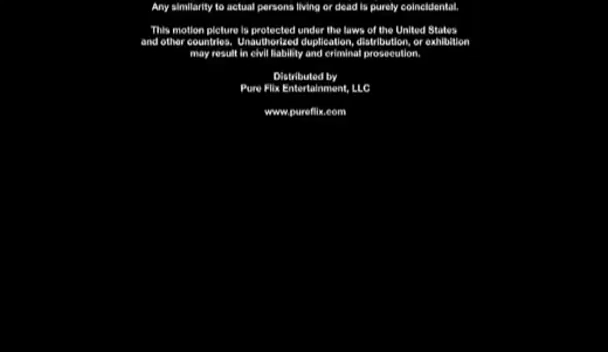 Any similarity to actual persons living or dead is purely coincidental.
This motion picture is protected under the laws of the United States
and other countries. Unauthorized duplication, distribution, or exhibition
may result in civil liability and criminal prosecution.
Distributed by
Pure Flix Entertainment, LLC
www.pureflix.com